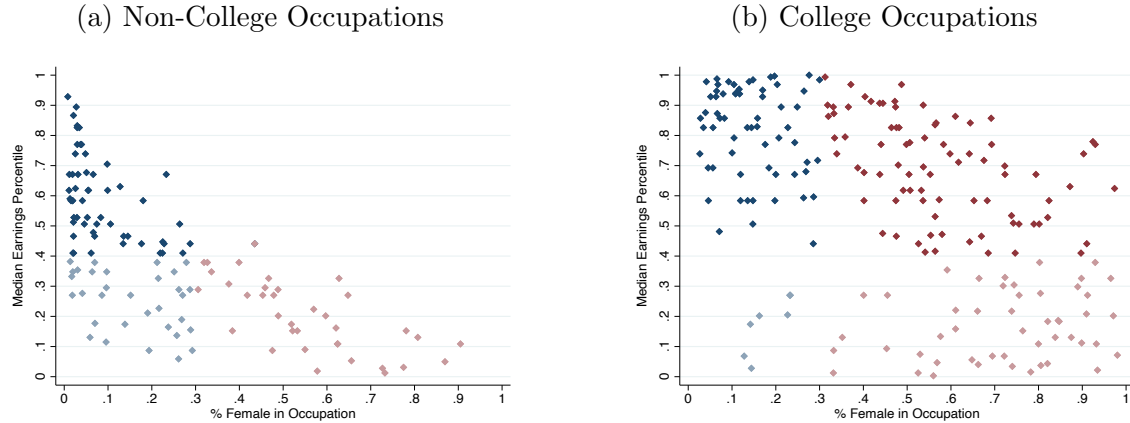 (a) Non-College Occupations
Median Earnings Percentile
1
.9
.8
.7
.6
.5
.4
.3
.2
.1
0
0 .1 .2 .3 .4 .5 .6 .7 .8 .9 1
% Female in Occupation
(b) College Occupations
Median Earnings Percentile
1
.9
.8
.7
.6
.5
.4
.3
.2
.1
0
0 .1 .2 .3 .4 .5 .6 .7 .8 .9 1
% Female in Occupation